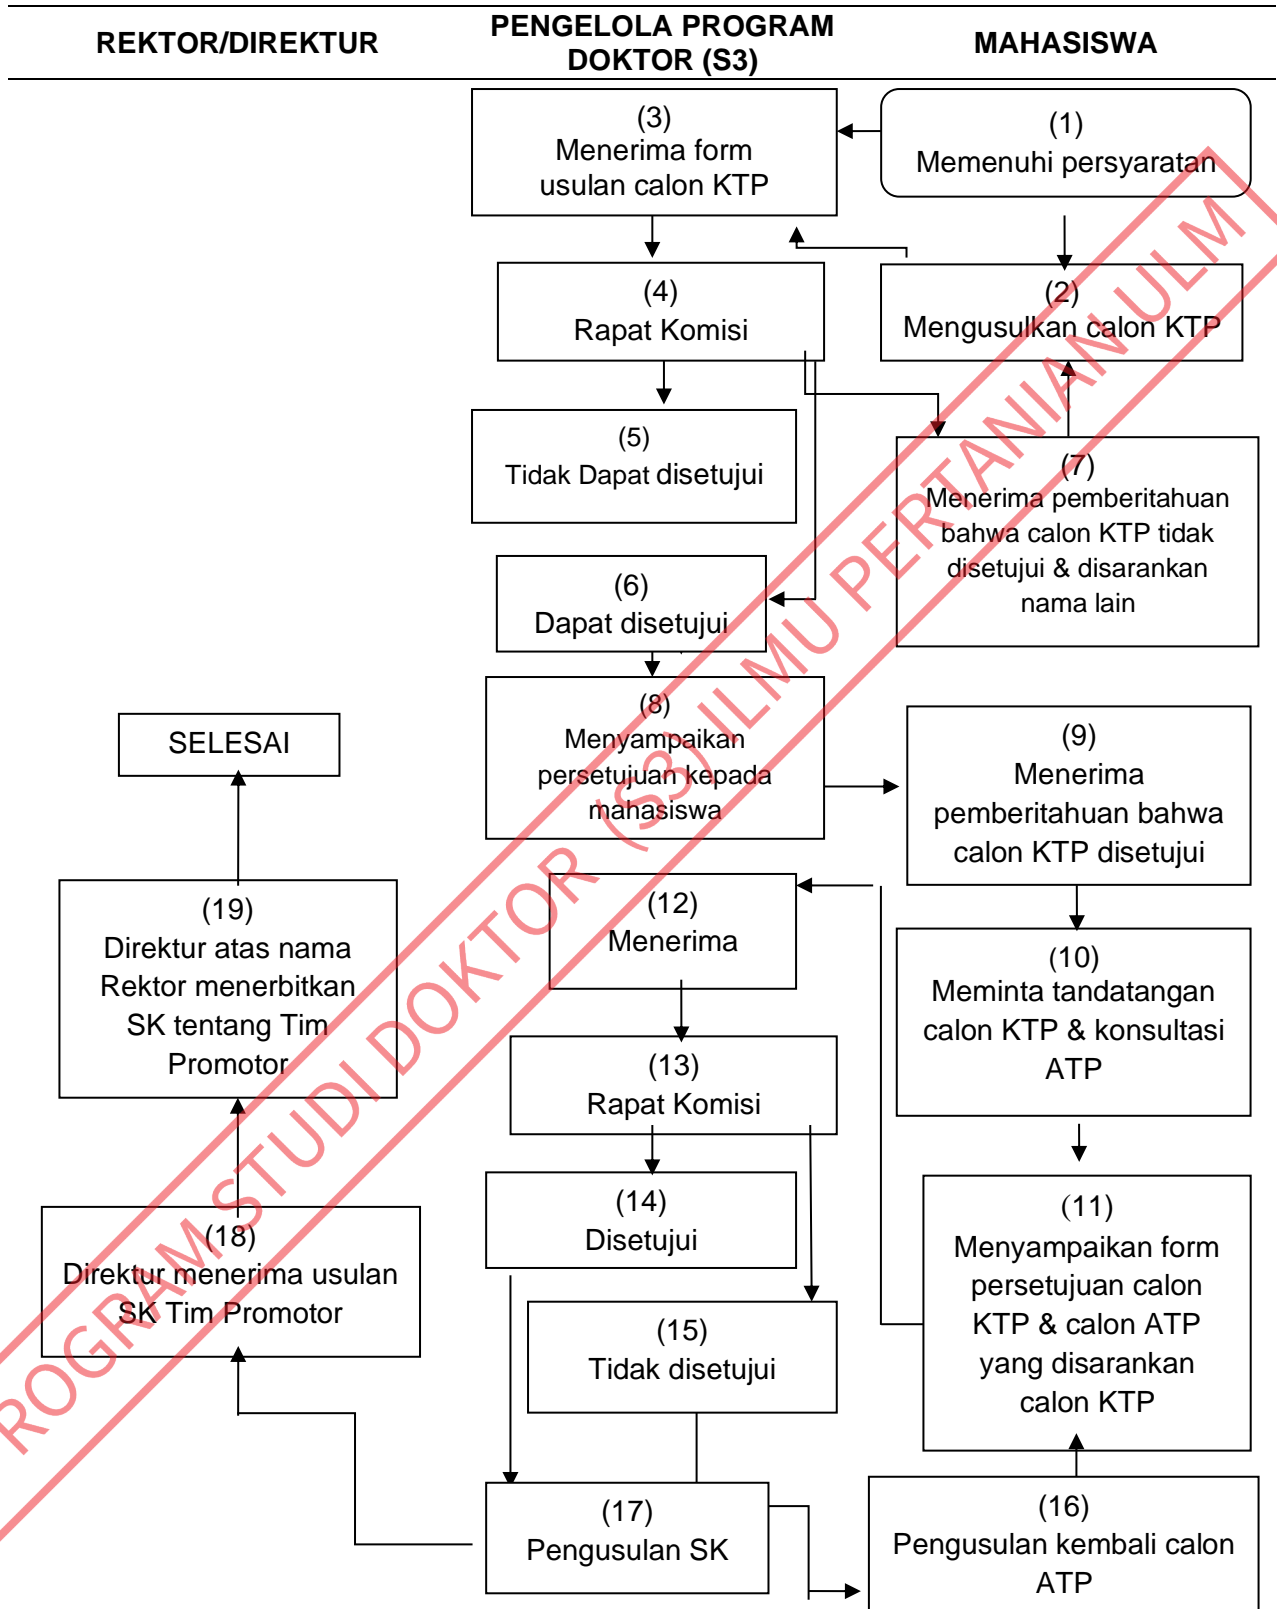 REKTOR/DIREKTUR
PENGELOLA PROGRAM
DOKTOR (S3)
MAHASISWA
(3)
Menerima form
usulan calon KTP
(1)
Memenuhi persyaratan
(4)
Rapat Komisi
(2)
Mengusulkan calon KTP
(5)
Tidak Dapat disetujui
(7)
Menerima pemberitahuan
bahwa calon KTP tidak
disetujui & disarankan
nama lain
(6)
Dapat disetujui
(8)
Menyampaikan
persetujuan kepada
mahasiswa
SELESAI
(9)
Menerima
pemberitahuan bahwa
calon KTP disetujui
(12)
Menerima
(19)
Direktur atas nama
Rektor menerbitkan
SK tentang Tim
Promotor
(10)
Meminta tandatangan
calon KTP & konsultasi
ATP
(13)
Rapat Komisi
(14)
Disetujui
(11)
Menyampaikan form
persetujuan calon
KTP & calon ATP
yang disarankan
calon KTP
(18)
Direktur menerima usulan
SK Tim Promotor
(15)
Tidak disetujui
(17)
Pengusulan SK
(16)
Pengusulan kembali calon
ATP
ROGRAM STUDI DOKTOR (S3) ILMU PERTANIAN ULM